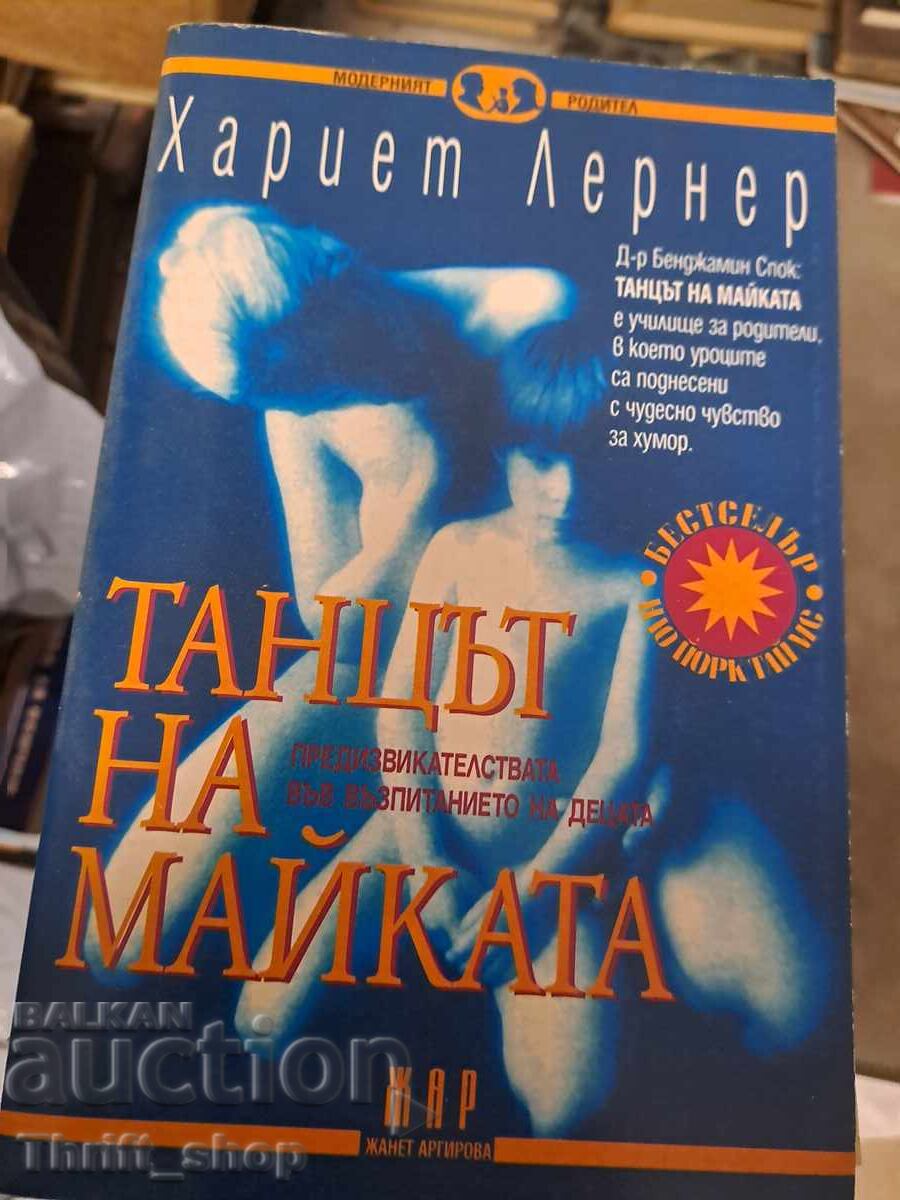 МОДЕРНИЯТ РОДИТЕЛ
Хариет Лернер
Д-р Бенджамин Спок:
ТАНЦЪТ НА МАЙКАТА
е училище за родители,
в което уроците
са поднесени
с чудесно чувство
за хумор.
• БЕСТСЕЛЪР •
НЮ ЙОРК ТАЙМС
ТАНЦЪТ
НА
ПРЕДИЗВИКАТЕЛСТВАТА
ВЪВ ВЪЗПИТАНИЕТО НА ДЕЦАТА
МАЙКАТА
BALKAN
auction
ЖАР
ЖАНЕТ АРГИРОВА
Thrift_shop